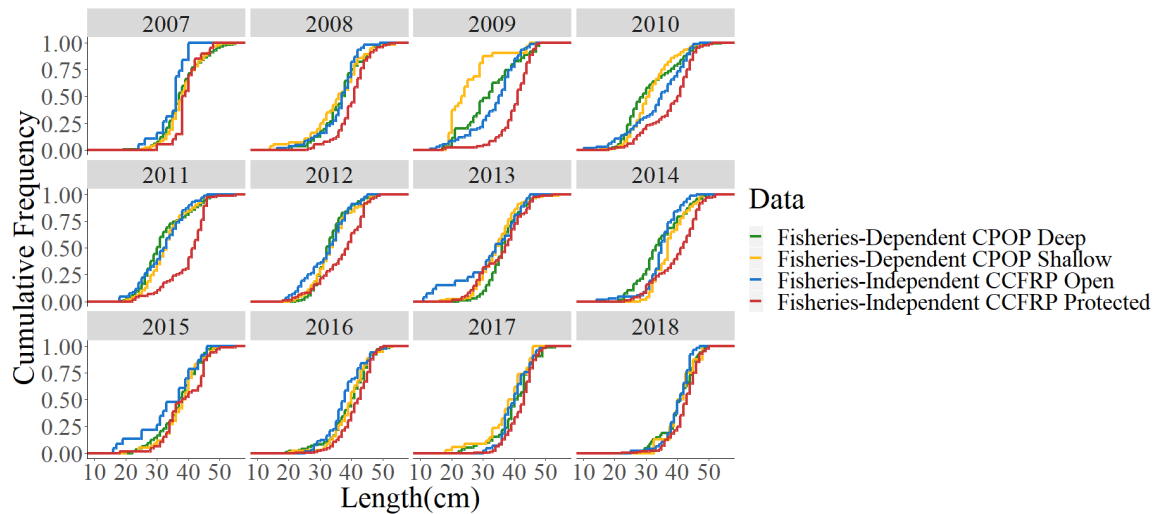 2007 2008 2009 2010
1.00
0.75
0.50
0.25
0.00
2011 2012 2013 2014
1.00
0.75
0.50
0.25
0.00
2015 2016 2017 2018
1.00
0.75
0.50
0.25
0.00
10 20 30 40 50 10 20 30 40 50 10 20 30 40 50 10 20 30 40 50
Length(cm)
Cumulative Frequency
Data
Fisheries-Dependent CPOP Deep
Fisheries-Dependent CPOP Shallow
Fisheries-Independent CCFRP Open
Fisheries-Independent CCFRP Protected